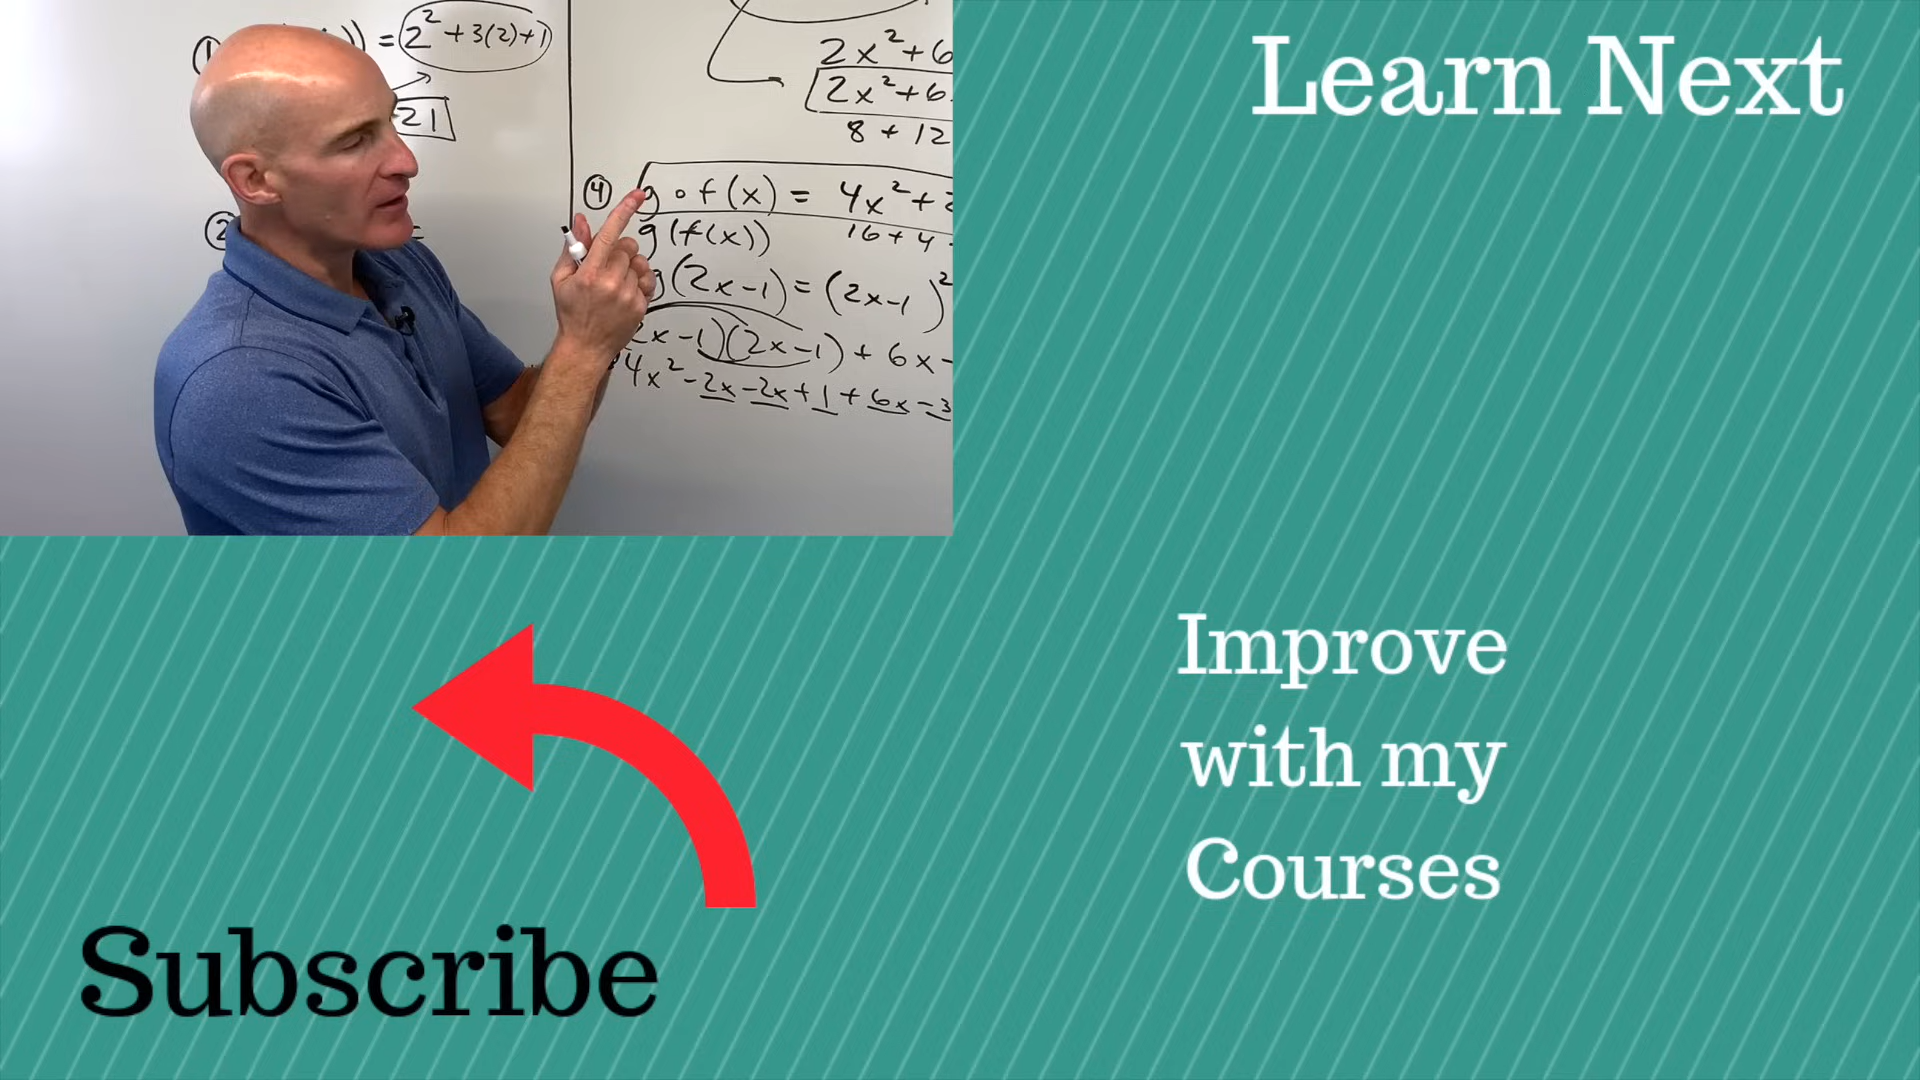 ① )) = 2² + 3(2)+1
21
②
=
2x²+6
2x²+6
8 + 12
④ g∘f(x) = 4x²+
g(f(x)) 16+4
g(2x-1) = (2x-1)²
2x-1)(2x-1) + 6x-
4x²-2x-2x+1+6x-3
Learn Next
Improve
with my
Courses
Subscribe